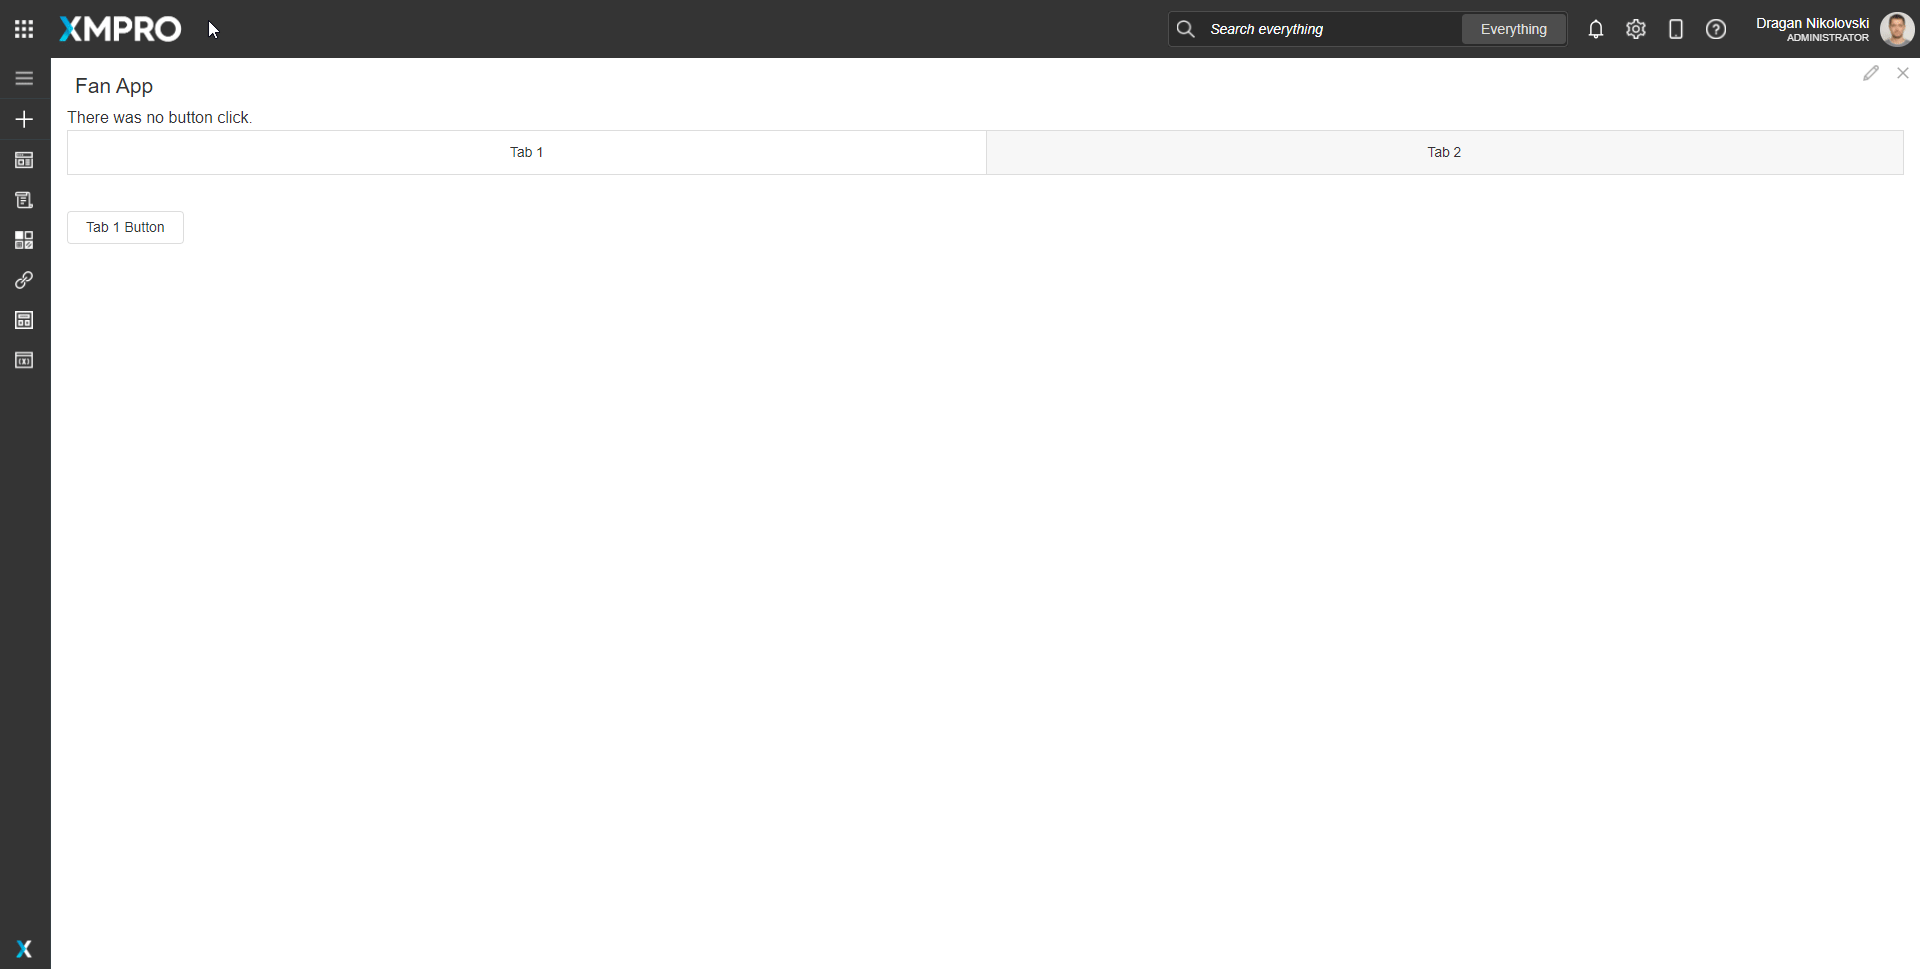 XMPRO
Search everything
Everything
Dragan Nikolovski
ADMINISTRATOR
Fan App
There was no button click.
Tab 1
Tab 2
Tab 1 Button